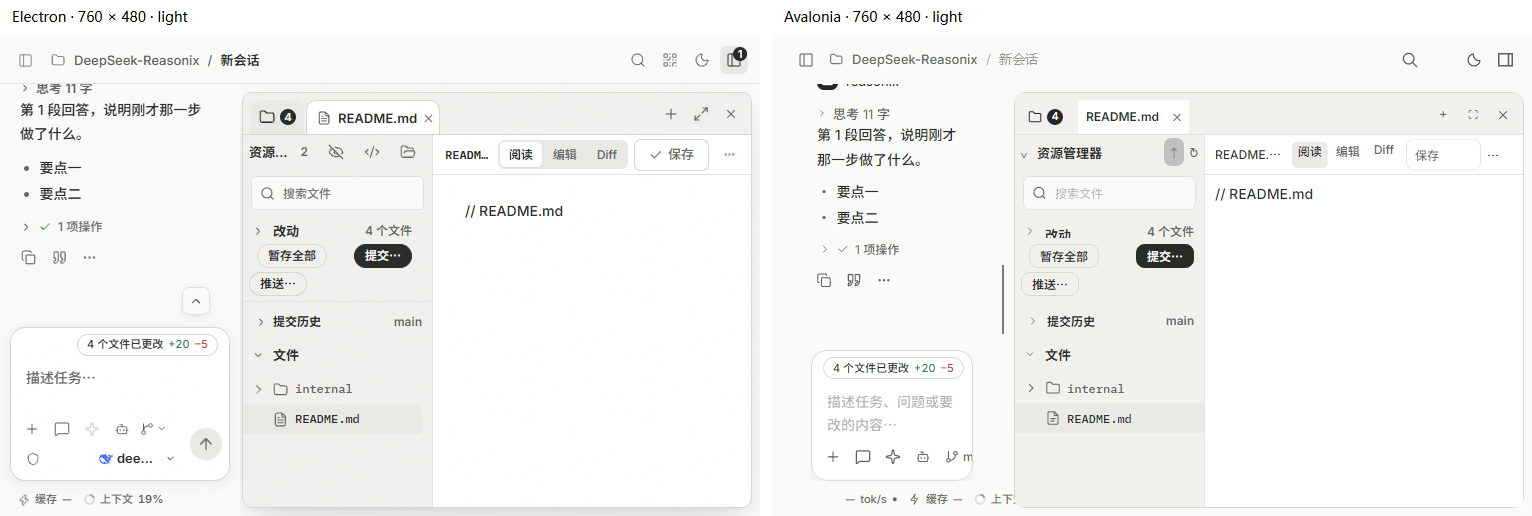 Electron · 760 × 480 · light
DeepSeek-Reasonix / 新会话
1
思考 11 字
第 1 段回答，说明刚才那一步
做了什么。
• 要点一
• 要点二
1 项操作
4 个文件已更改 +20 −5
描述任务…
dee...
缓存 — 上下文 19%
4 README.md
资源... 2
搜索文件
改动 4 个文件
暂存全部 提交…
推送…
提交历史 main
文件
internal
README.md
READM... 阅读 编辑 Diff 保存 ...
// README.md
Avalonia · 760 × 480 · light
DeepSeek-Reasonix / 新会话
reasonix
思考 11 字
第 1 段回答，说明刚才
那一步做了什么。
• 要点一
• 要点二
1 项操作
4 个文件已更改 +20 −5
描述任务、问题或要
改的内容…
m
— tok/s • 缓存 — 上下
4 README.md
资源管理器
搜索文件
改动 4 个文件
暂存全部 提交…
推送…
提交历史 main
文件
internal
README.md
README.… 阅读 编辑 Diff 保存 ...
// README.md